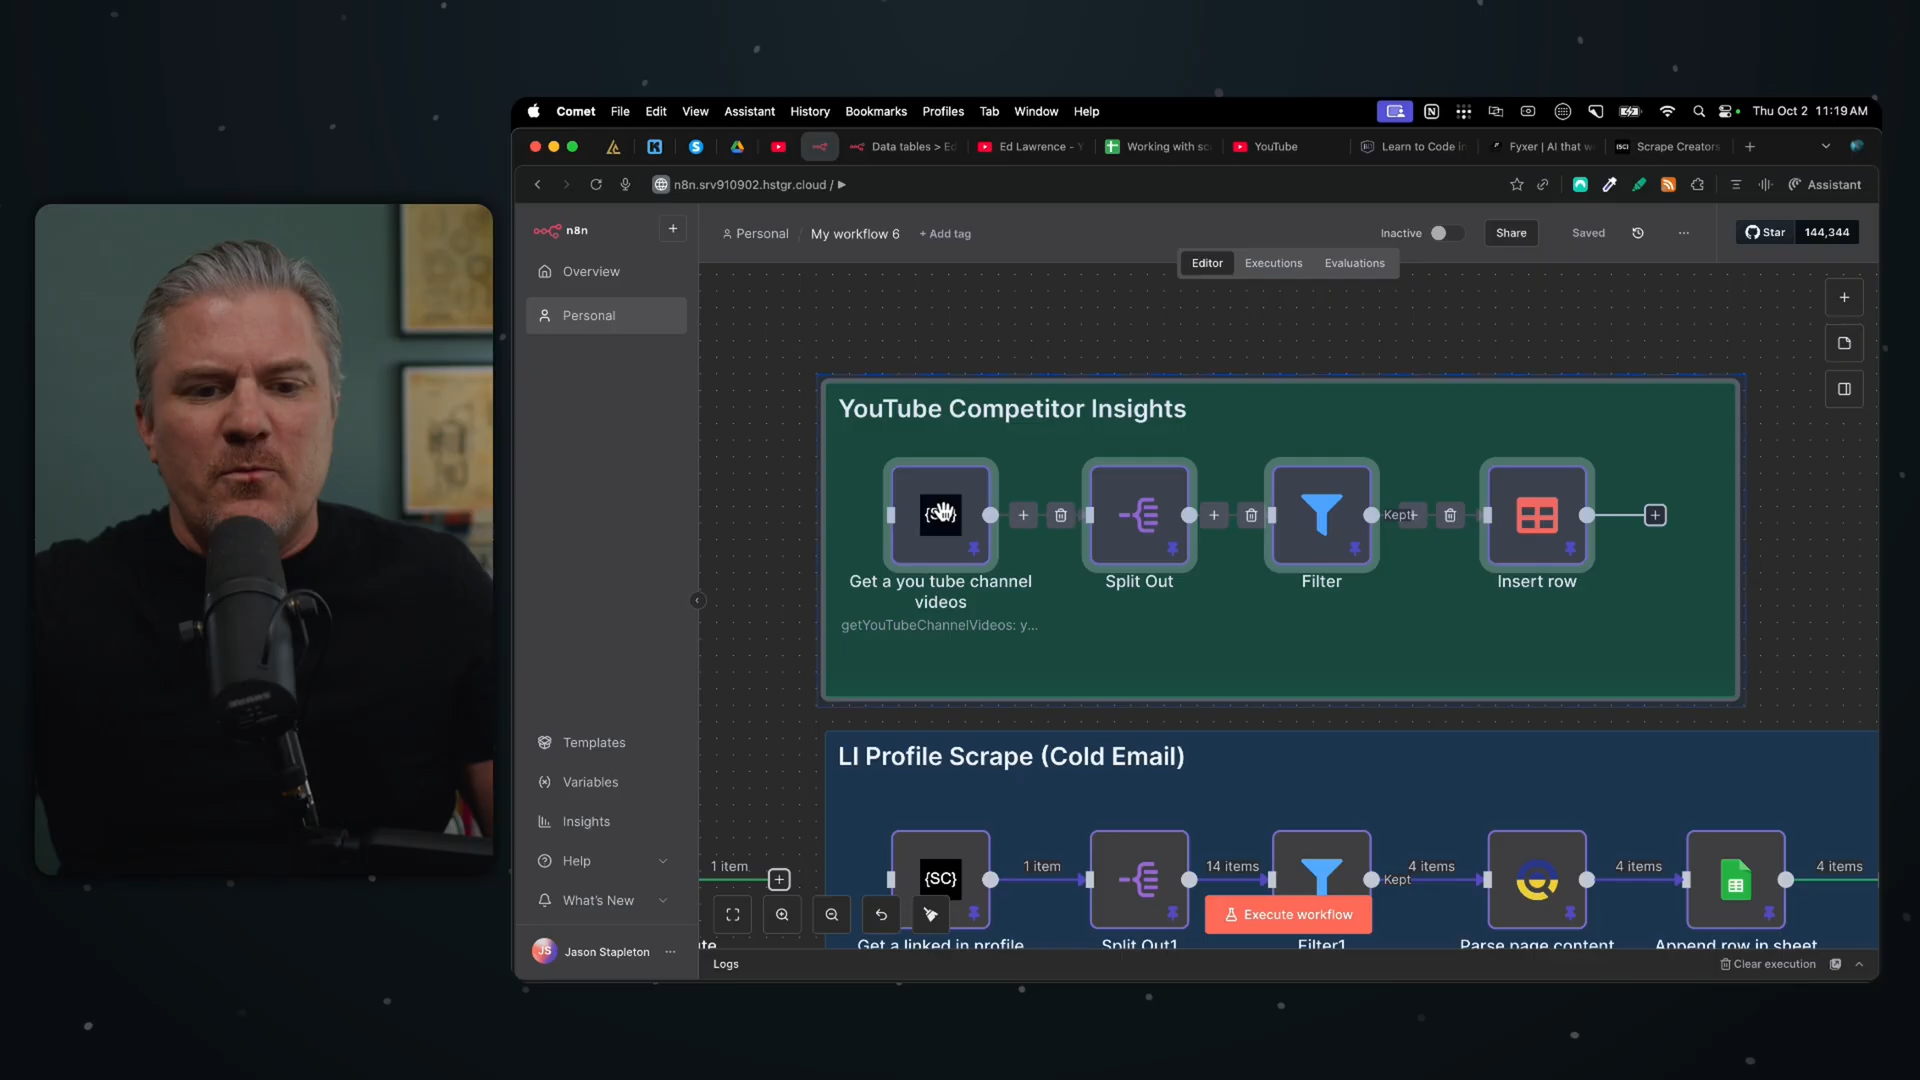 Comet File Edit View Assistant History Bookmarks Profiles Tab Window Help
Thu Oct 2 11:19 AM
Data tables > Ed
Ed Lawrence - Y
Working with sc
YouTube
Learn to Code in
Fyxer | AI that w
Scrape Creators
n8n.srv910902.hstgr.cloud /
Assistant
n8n
Personal / My workflow 6 + Add tag
Inactive
Share
Saved
Star 144,344
Editor Executions Evaluations
Overview
Personal
YouTube Competitor Insights
Kept
Get a you tube channel
videos
getYouTubeChannelVideos: y...
Split Out
Filter
Insert row
LI Profile Scrape (Cold Email)
1 item
{SC}
1 item
14 items
Kept
4 items
4 items
4 items
Execute workflow
Get a linked in profile
Split Out1
Filter1
Parse page content
Append row in sheet
Templates
Variables
Insights
Help
What's New
JS Jason Stapleton
Logs
Clear execution